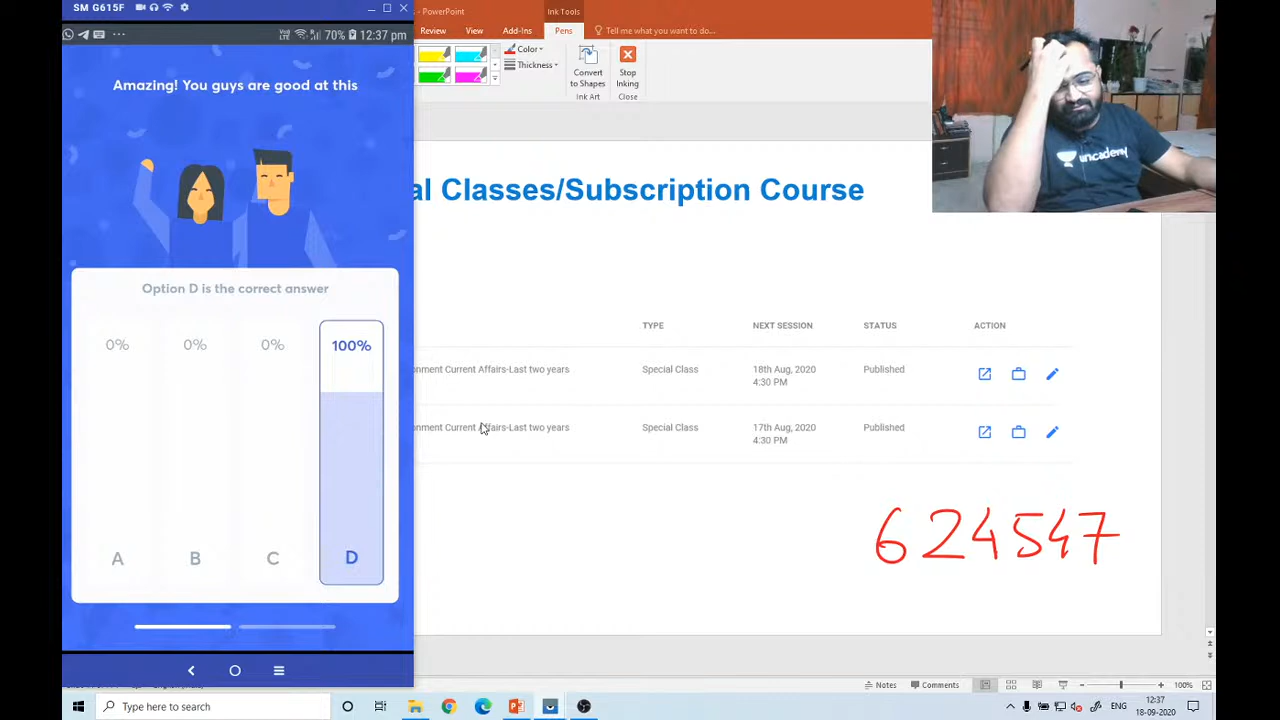 SM G615F
70% 12:37 pm
Amazing! You guys are good at this
Option D is the correct answer
0% 0% 0% 100%
A B C D
- PowerPoint
Ink Tools
Review View Add-Ins Pens Tell me what you want to do...
Color
Thickness
Convert to Shapes
Stop Inking
Ink Art Close
unacademy
al Classes/Subscription Course
TYPE NEXT SESSION STATUS ACTION
onment Current Affairs-Last two years Special Class 18th Aug, 2020 Published
4:30 PM
onment Current Affairs-Last two years Special Class 17th Aug, 2020 Published
4:30 PM
624547
Notes Comments 100%
Type here to search
ENG
12:37
18-09-2020